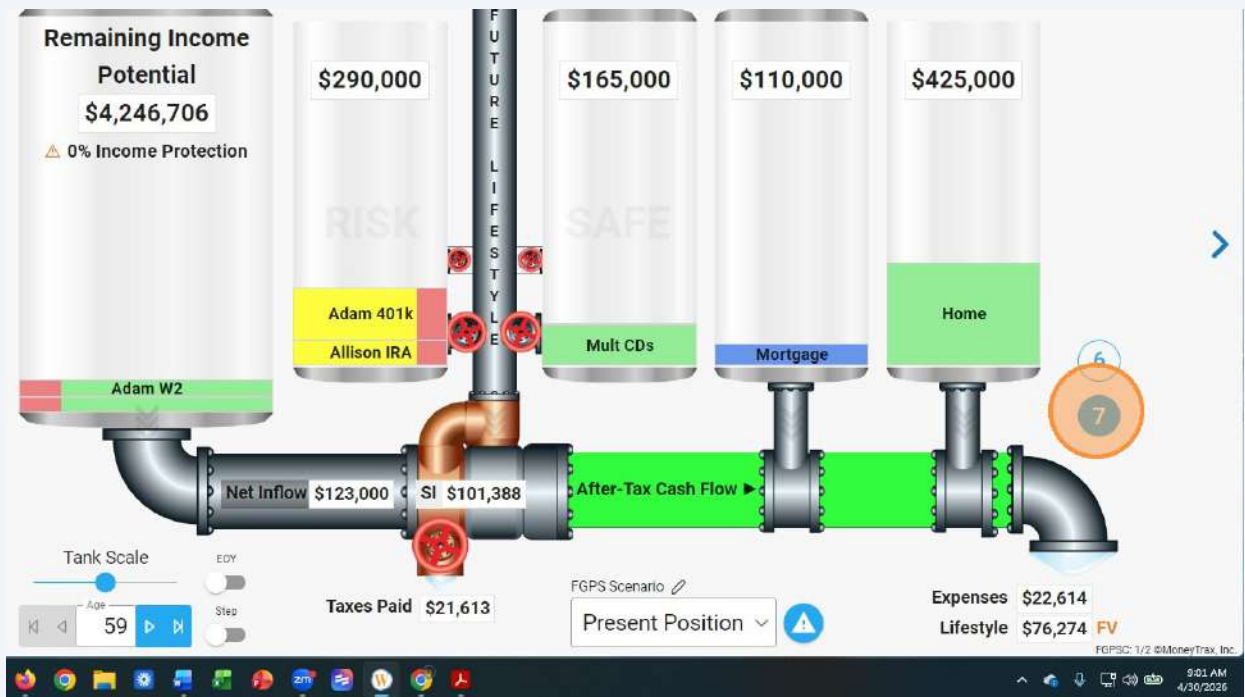 Remaining Income
Potential
$4,246,706
⚠ 0% Income Protection
$290,000
$165,000
$110,000
$425,000
RISK
SAFE
FUTURE LIFESTYLE
Adam 401k
Allison IRA
Mult CDs
Mortgage
Home
Adam W2
6
7
Net Inflow $123,000
SI $101,388
After-Tax Cash Flow ►
Tank Scale
EOY
Age
59
Step
Taxes Paid $21,613
FGPS Scenario
Present Position
Expenses $22,614
Lifestyle $76,274 FV
FGPSC: 1/2 ©MoneyTrax, Inc.
zm
W
9:01 AM
4/30/2026